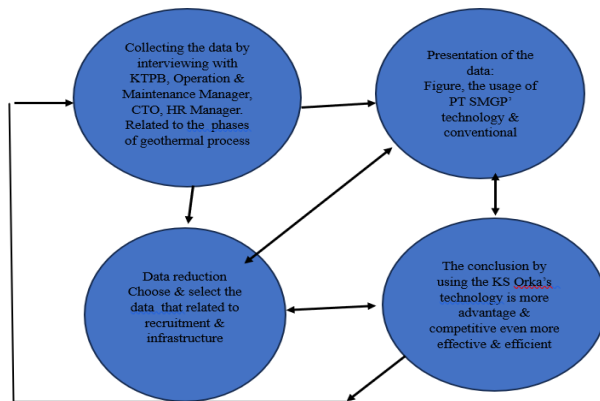 Collecting the data by
interviewing with
KTPB, Operation &
Maintenance Manager,
CTO, HR Manager.
Related to the phases
of geothermal process
Presentation of the
data:
Figure, the usage of
PT SMGP’
technology &
conventional
Data reduction
Choose & select the
data that related to
recruitment &
infrastructure
The conclusion by
using the KS Orka’s
technology is more
advantage &
competitive even more
effective & efficient